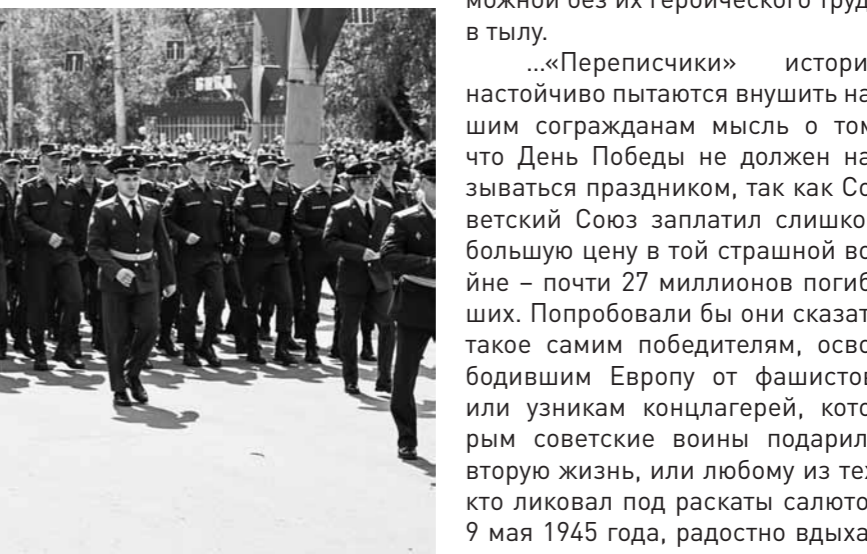 можной без их героического труд
в тылу.
...«Переписчики» истори
настойчиво пытаются внушить на
шим согражданам мысль о том
что День Победы не должен на
зываться праздником, так как Со
ветский Союз заплатил слишко
большую цену в той страшной во
йне – почти 27 миллионов погиб
ших. Попробовали бы они сказат
такое самим победителям, осво
бодившим Европу от фашистов
или узникам концлагерей, кото
рым советские воины подарил
вторую жизнь, или любому из тех
кто ликовал под раскаты салюто
9 мая 1945 года, радостно вдыха